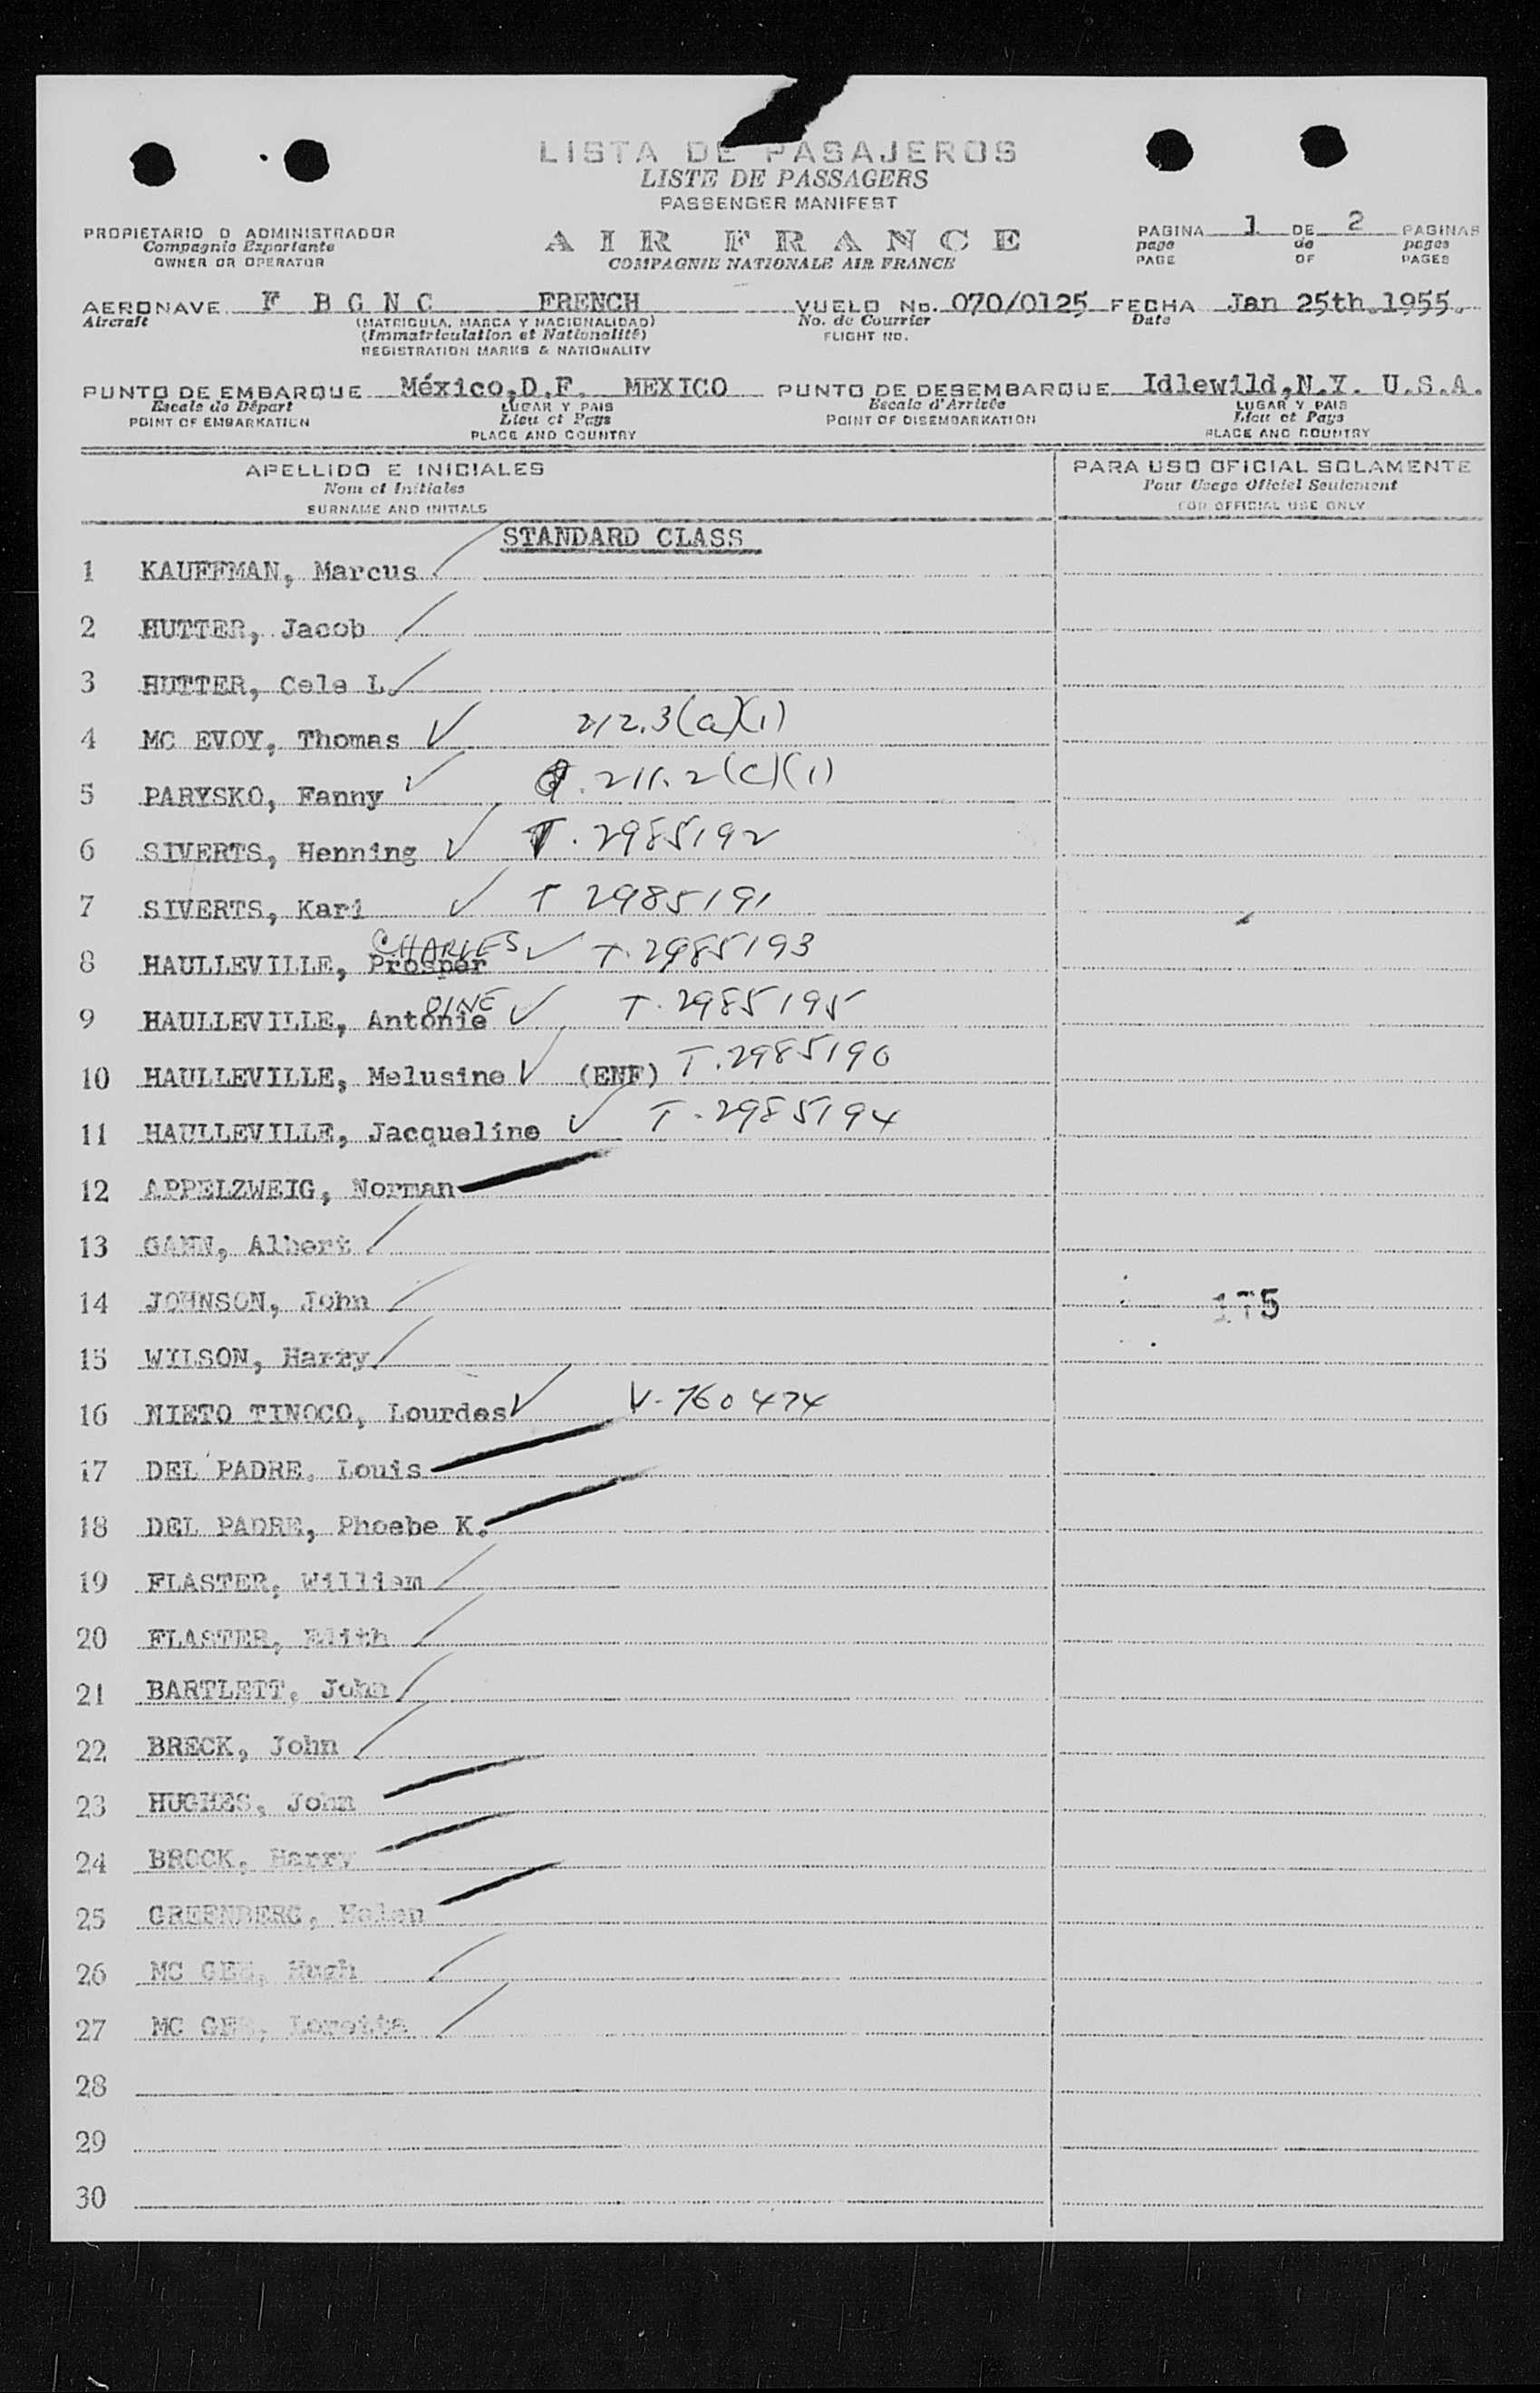 LISTA DE PASAJEROS
LISTE DE PASSAGERS
PASSENGER MANIFEST
PROPIETARIO O ADMINISTRADOR
Compagnie Exportante
OWNER OR OPERATOR
AIR FRANCE
COMPAGNIE NATIONALE AIR FRANCE
PAGINA 1 DE 2 PAGINAS
page de pages
PAGE OF PAGES
AERONAVE F B G N C FRENCH VUELO No. 070/0125 FECHA Jan 25th.1955.
Aircraft (MATRICULA, MARCA Y NACIONALIDAD) No. de Courrier Date
(Immatriculation et Nationalité) FLIGHT NO.
REGISTRATION MARKS & NATIONALITY
PUNTO DE EMBARQUE México,D,F. MEXICO PUNTO DE DESEMBARQUE Idlewild,N.Y. U.S.A.
Escale de Départ LUGAR Y PAIS Escale d'Arrivée LUGAR Y PAIS
POINT OF EMBARKATION Lieu et Pays POINT OF DISEMBARKATION Lieu et Pays
PLACE AND COUNTRY PLACE AND COUNTRY
APELLIDO E INICIALES PARA USO OFICIAL SOLAMENTE
Nom et Initiales Pour Usage Oficiel Seulement
SURNAME AND INITIALS FOR OFFICIAL USE ONLY
STANDARD CLASS
1 KAUFFMAN, Marcus
2 HUTTER, Jacob
3 HUTTER, Cele L.
4 MC EVOY, Thomas ✓ 212.3(a)(1)
5 PARYSKO, Fanny ✓ 211.2(c)(1)
6 SIVERTS, Henning ✓ T. 2985192
7 SIVERTS, Kari ✓ T 2985191
CHARLES
8 HAULLEVILLE, Prosper ✓ T. 2985193
OINE
9 HAULLEVILLE, Antonie ✓ T. 2985195
10 HAULLEVILLE, Melusine ✓ (ENF) T. 2985196
11 HAULLEVILLE, Jacqueline ✓ T. 2985194
12 APPELZWEIG, Norman
13 GAHN, Albert
14 JOHNSON, John 175
15 WILSON, Harry
16 NIETO TINOCO, Lourdes ✓ V-760474
17 DEL PADRE, Louis
18 DEL PADRE, Phoebe K.
19 FLASTER, William
20 FLASTER, Edith
21 BARTLETT, John
22 BRECK, John
23 HUGHES, John
24 BROCK, Harry
25 GREENBERG, Helen
26 MC GEE, Hugh
27 MC GEE, Loretta
28
29
30